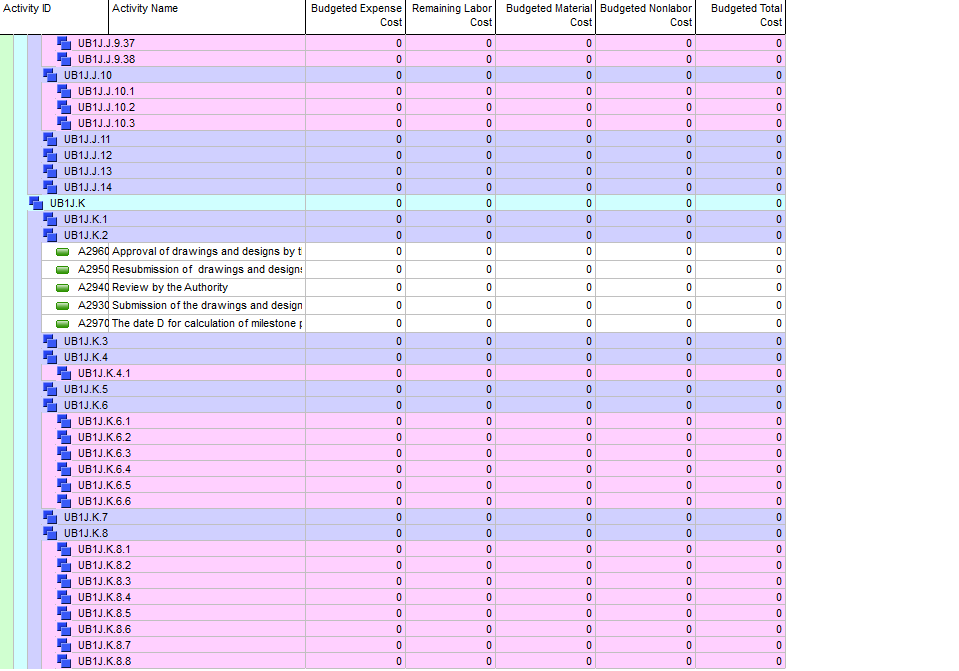 Activity ID Activity Name Budgeted Expense Cost Remaining Labor Cost Budgeted Material Cost Budgeted Nonlabor Cost Budgeted Total Cost
UB1J.J.9.37 0 0 0 0 0
UB1J.J.9.38 0 0 0 0 0
UB1J.J.10 0 0 0 0 0
UB1J.J.10.1 0 0 0 0 0
UB1J.J.10.2 0 0 0 0 0
UB1J.J.10.3 0 0 0 0 0
UB1J.J.11 0 0 0 0 0
UB1J.J.12 0 0 0 0 0
UB1J.J.13 0 0 0 0 0
UB1J.J.14 0 0 0 0 0
UB1J.K 0 0 0 0 0
UB1J.K.1 0 0 0 0 0
UB1J.K.2 0 0 0 0 0
A2960 Approval of drawings and designs by t 0 0 0 0 0
A2950 Resubmission of drawings and designs 0 0 0 0 0
A2940 Review by the Authority 0 0 0 0 0
A2930 Submission of the drawings and design 0 0 0 0 0
A2970 The date D for calculation of milestone p 0 0 0 0 0
UB1J.K.3 0 0 0 0 0
UB1J.K.4 0 0 0 0 0
UB1J.K.4.1 0 0 0 0 0
UB1J.K.5 0 0 0 0 0
UB1J.K.6 0 0 0 0 0
UB1J.K.6.1 0 0 0 0 0
UB1J.K.6.2 0 0 0 0 0
UB1J.K.6.3 0 0 0 0 0
UB1J.K.6.4 0 0 0 0 0
UB1J.K.6.5 0 0 0 0 0
UB1J.K.6.6 0 0 0 0 0
UB1J.K.7 0 0 0 0 0
UB1J.K.8 0 0 0 0 0
UB1J.K.8.1 0 0 0 0 0
UB1J.K.8.2 0 0 0 0 0
UB1J.K.8.3 0 0 0 0 0
UB1J.K.8.4 0 0 0 0 0
UB1J.K.8.5 0 0 0 0 0
UB1J.K.8.6 0 0 0 0 0
UB1J.K.8.7 0 0 0 0 0
UB1J.K.8.8 0 0 0 0 0